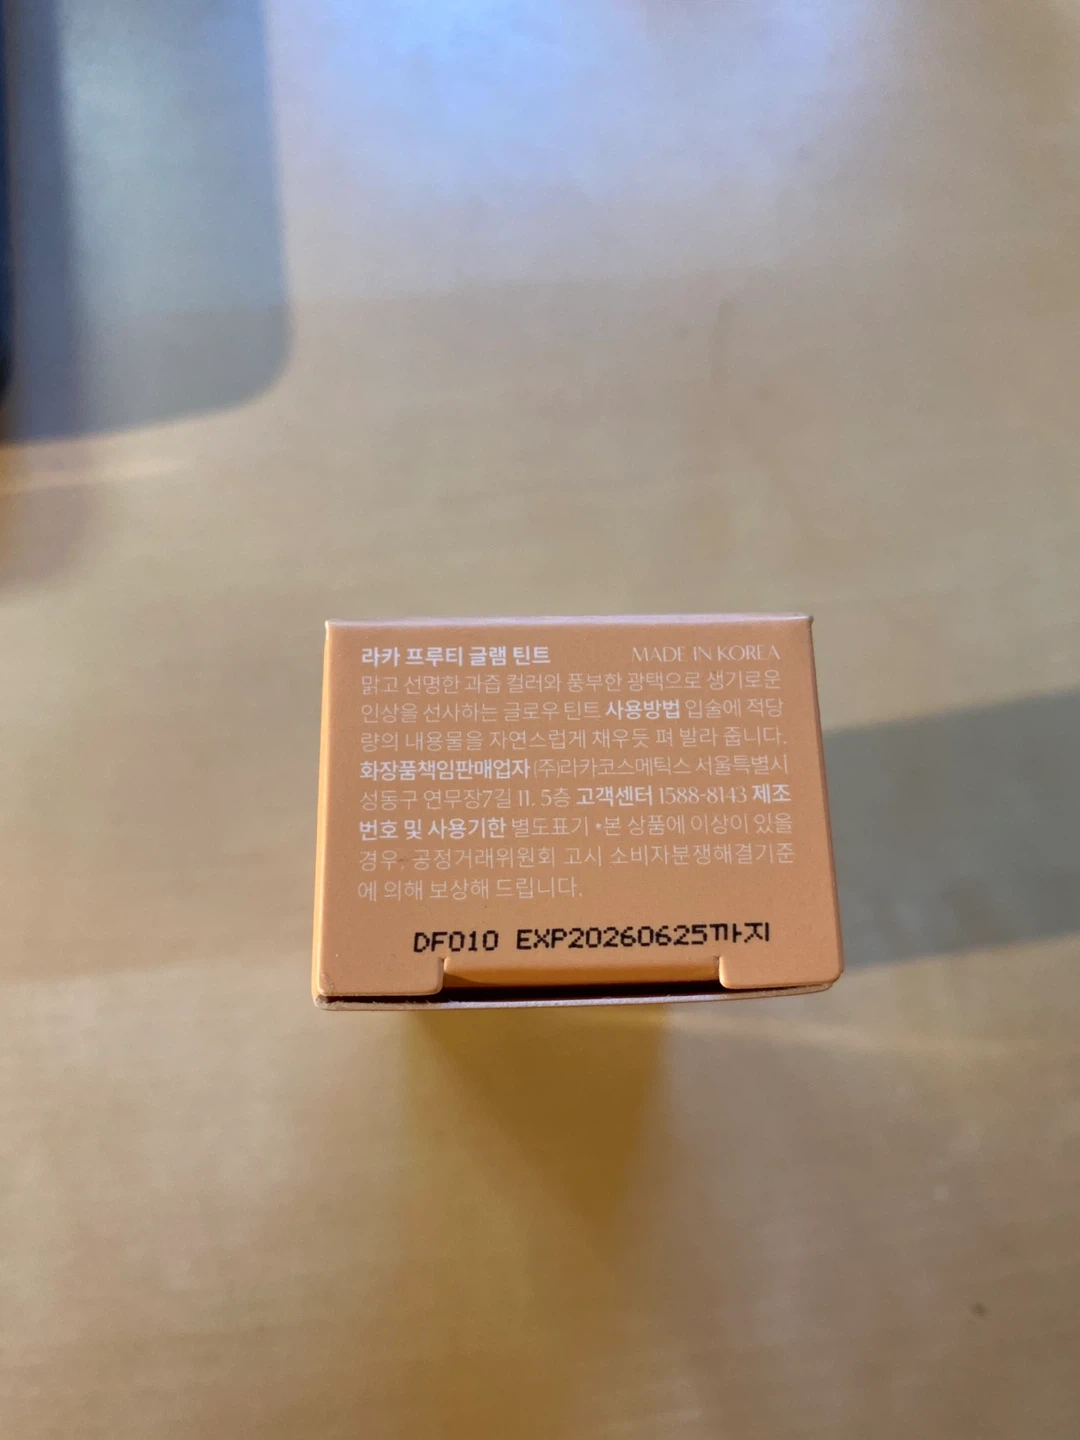 라카 프루티 글램 틴트 MADE IN KOREA
맑고 선명한 과즙 컬러와 풍부한 광택으로 생기로운
인상을 선사하는 글로우 틴트 사용방법 입술에 적당
량의 내용물을 자연스럽게 채우듯 펴 발라 줍니다.
화장품책임판매업자 (주)라카코스메틱스 서울특별시
성동구 연무장7길 11, 5층 고객센터 1588-8143 제조
번호 및 사용기한 별도표기 •본 상품에 이상이 있을
경우, 공정거래위원회 고시 소비자분쟁해결기준
에 의해 보상해 드립니다.
DF010 EXP20260625까지